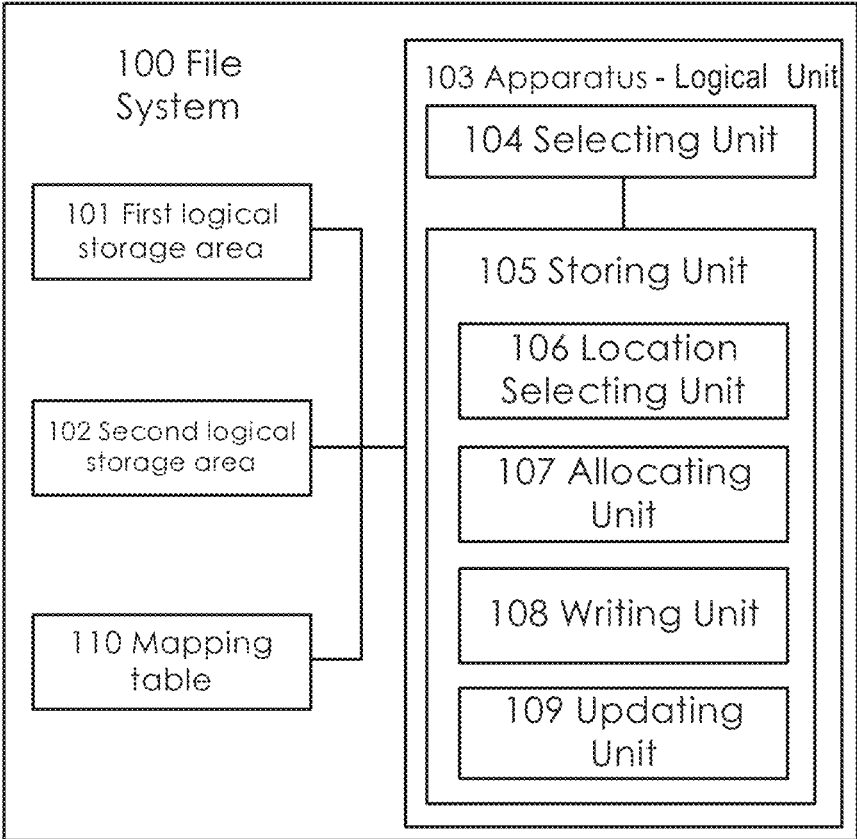 100 File
System
101 First logical
storage area
102 Second logical
storage area
110 Mapping
table
103 Apparatus - Logical Unit
104 Selecting Unit
105 Storing Unit
106 Location
Selecting Unit
107 Allocating
Unit
108 Writing Unit
109 Updating
Unit